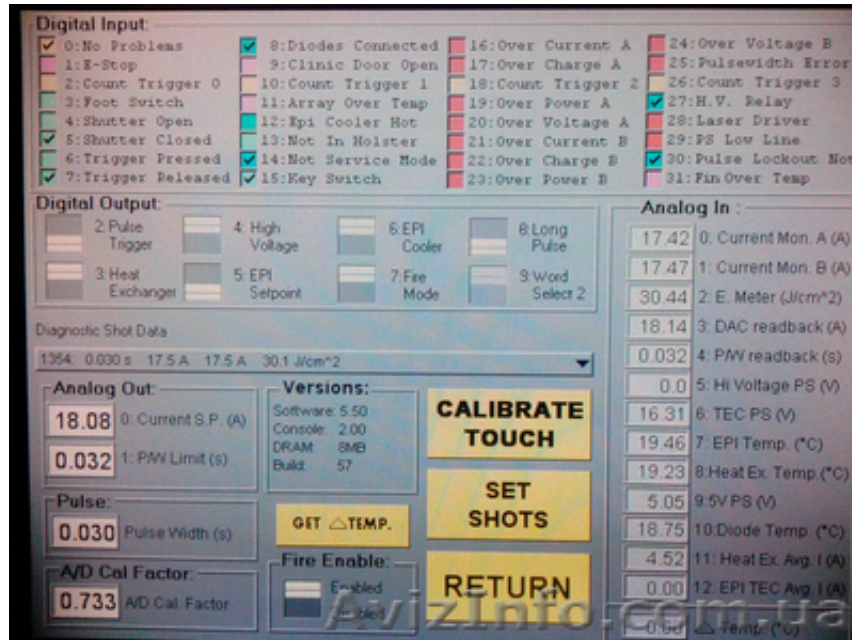 Digital Input:
0:No Problems
1:E-Stop
2:Count Trigger 0
3:Foot Switch
4:Shutter Open
5:Shutter Closed
6:Trigger Pressed
7:Trigger Released
8:Diodes Connected
9:Clinic Door Open
10:Count Trigger 1
11:Array Over Temp
12:Epi Cooler Hot
13:Not In Holster
14:Not Service Mode
15:Key Switch
16:Over Current A
17:Over Charge A
18:Count Trigger 2
19:Over Power A
20:Over Voltage A
21:Over Current B
22:Over Charge B
23:Over Power B
24:Over Voltage B
25:Pulsewidth Error
26:Count Trigger 3
27:H.V. Relay
28:Laser Driver
29:PS Low Line
30:Pulse Lockout Not
31:Fin Over Temp
Digital Output:
2:Pulse
Trigger
4:High
Voltage
6:EPI
Cooler
8:Long
Pulse
3:Heat
Exchanger
5:EPI
Setpoint
7:Fire
Mode
9:Word
Select 2
Diagnostic Shot Data
1354: 0.030 s 17.5 A 17.5 A 30.1 J/cm^2
Analog Out:
18.08 0: Current S.P. (A)
0.032 1: P/W Limit (s)
Pulse:
0.030 Pulse Width (s)
A/D Cal Factor:
0.733 A/D Cal. Factor
Versions:
Software: 5.50
Console: 2.00
DRAM: 8MB
Build: 57
GET △TEMP.
Fire Enable:
Enabled
CALIBRATE
TOUCH
SET
SHOTS
RETURN
Analog In :
17.42 0: Current Mon. A (A)
17.47 1: Current Mon. B (A)
30.44 2: E. Meter (J/cm^2)
18.14 3: DAC readback (A)
0.032 4: P/W readback (s)
0.0 5: Hi Voltage PS (V)
16.31 6: TEC PS (V)
19.46 7: EPI Temp. (°C)
19.23 8:Heat Ex. Temp (°C)
5.05 9:5V PS (V)
18.75 10:Diode Temp. (°C)
4.52 11: Heat Ex. Avg. I (A)
0.00 12: EPI TEC Avg. I (A)
0.00 △ Temp. (°C)
AvizInfo.com.ua